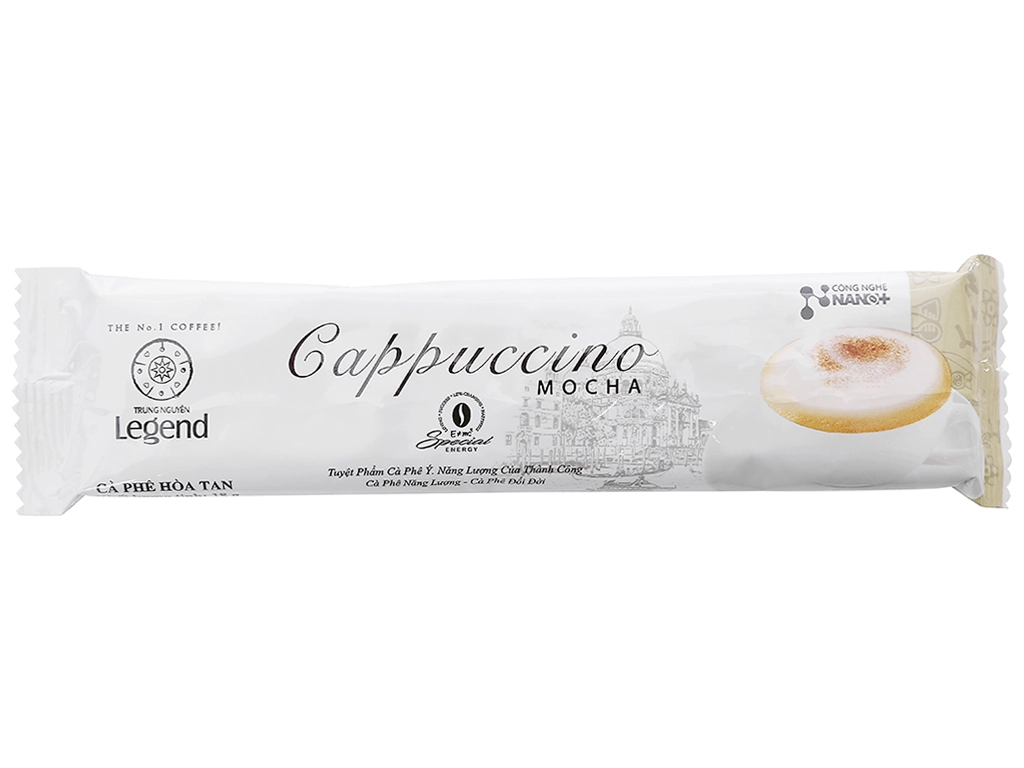 THE No.1 COFFEE!
TRUNG NGUYÊN
Legend
CÀ PHÊ HÒA TAN
Cappuccino
MOCHA
Special
ENERGY
Tuyệt Phẩm Cà Phê Ý. Năng Lượng Của Thành Công
Cà Phê Năng Lượng - Cà Phê Đổi Đời
CÔNG NGHỆ
NANO+